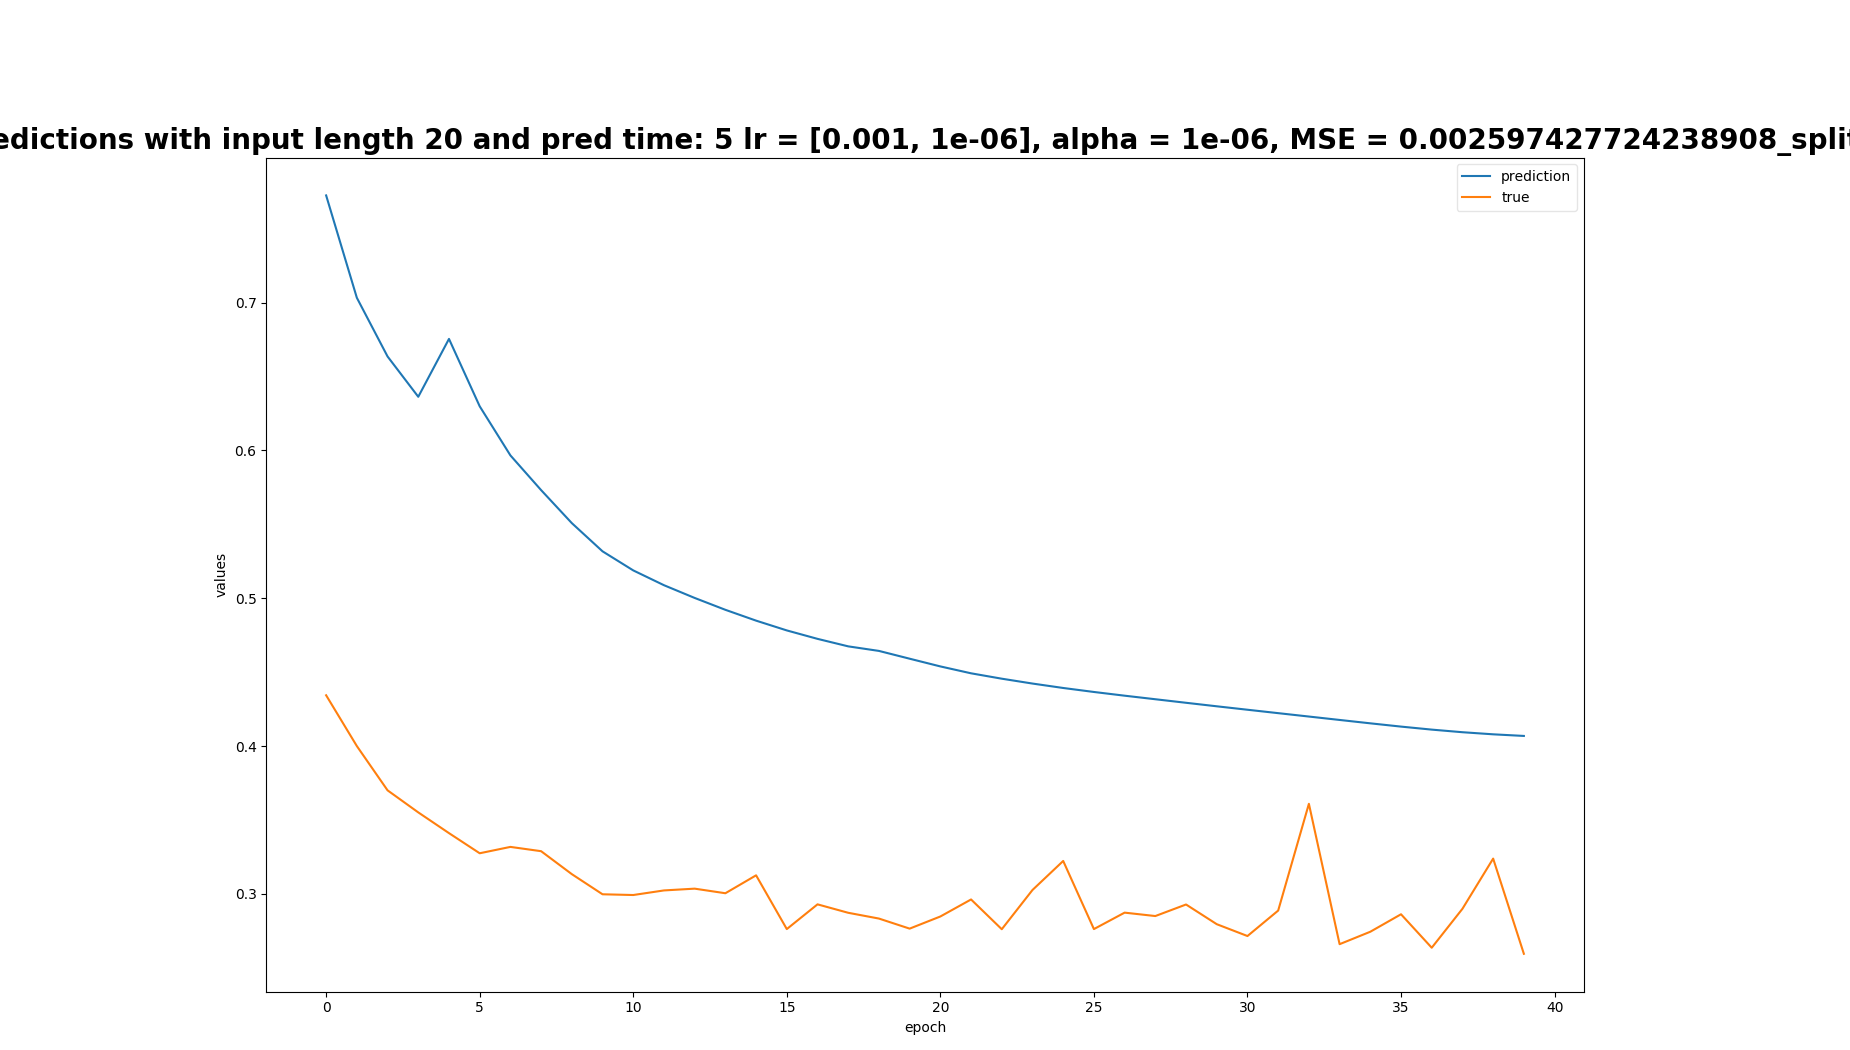 edictions with input length 20 and pred time: 5 lr = [0.001, 1e-06], alpha = 1e-06, MSE = 0.002597427724238908_split
prediction
true
0.7
0.6
0.5
0.4
0.3
values
0 5 10 15 20 25 30 35 40
epoch